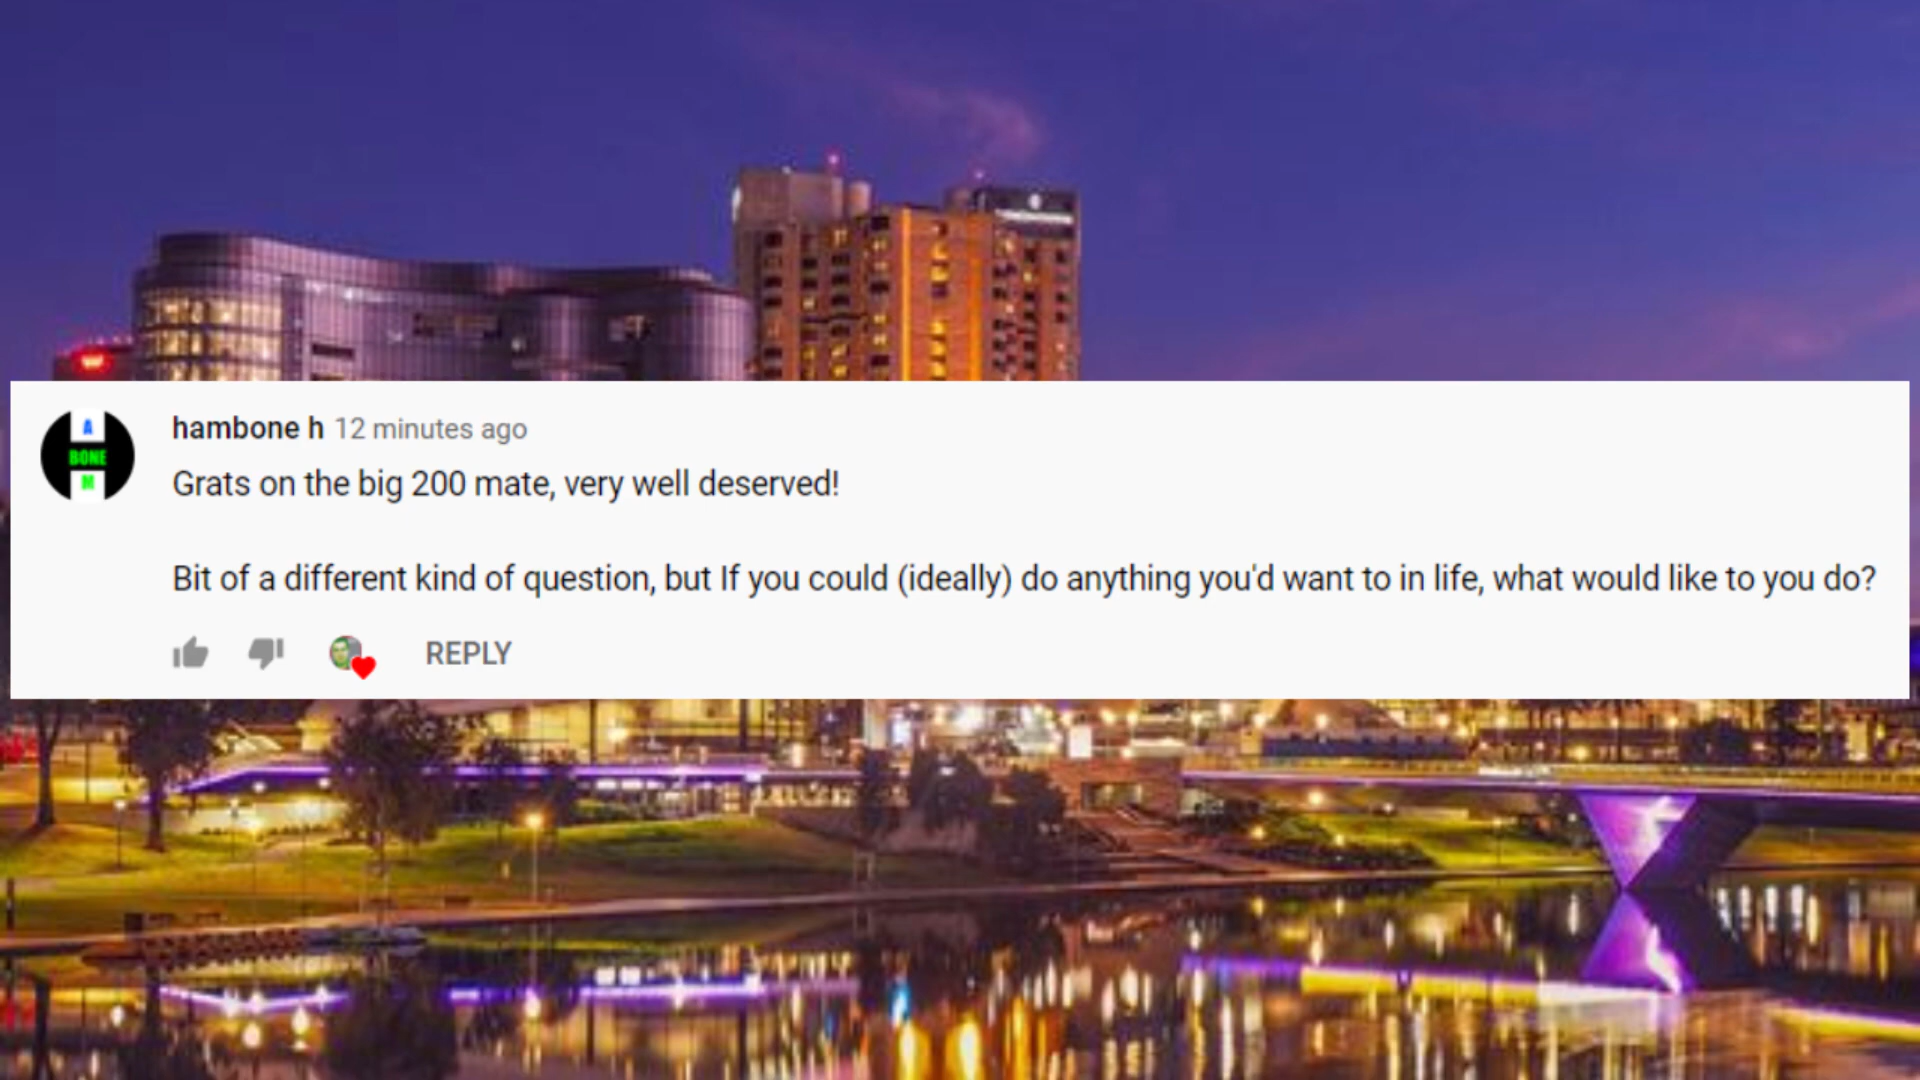 A
BONE
M
hambone h 12 minutes ago
Grats on the big 200 mate, very well deserved!
Bit of a different kind of question, but If you could (ideally) do anything you'd want to in life, what would like to you do?
REPLY